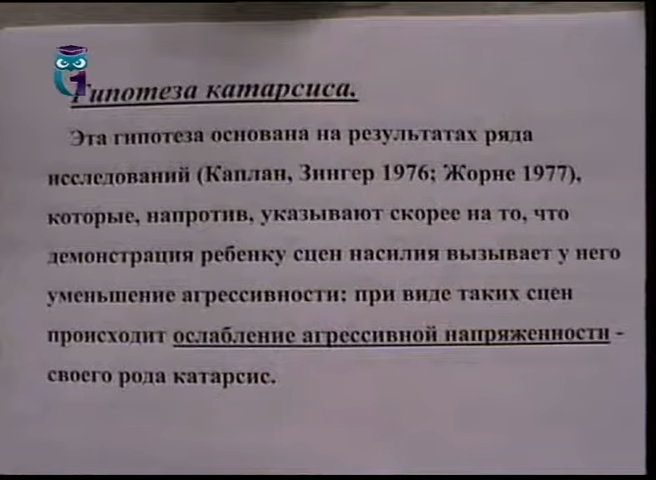 Гипотеза катарсиса.
Эта гипотеза основана на результатах ряда
исследований (Каплан, Зингер 1976; Жорне 1977),
которые, напротив, указывают скорее на то, что
демонстрация ребенку сцен насилия вызывает у него
уменьшение агрессивности: при виде таких сцен
происходит ослабление агрессивной напряженности -
своего рода катарсис.